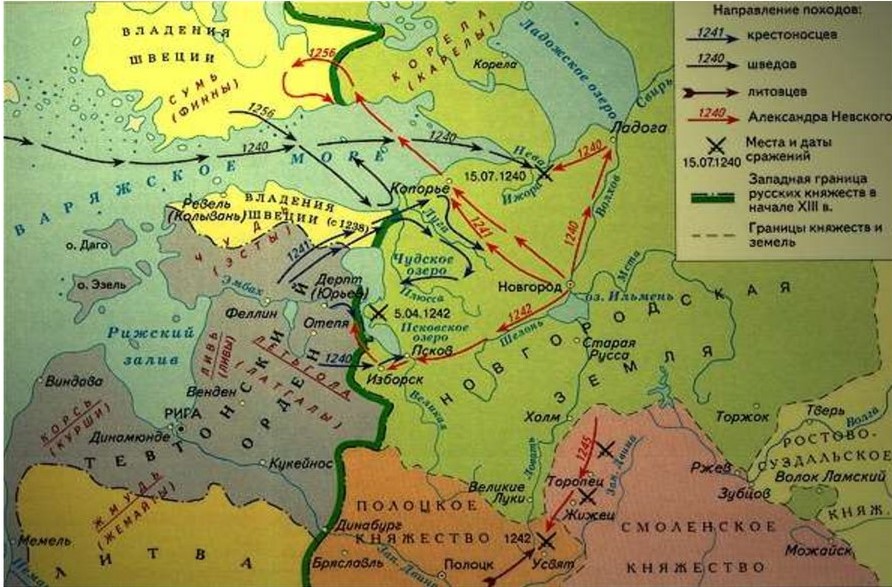 Направление походов:
1241 крестоносцев
1240 шведов
литовцев
1240 Александра Невского
Места и даты
15.07.1240 сражений
Западная граница
русских княжеств в
начале XIII в.
Границы княжеств и
земель
ВЛАДЕНИЯ
ШВЕЦИИ
СУМЬ
(ФИННЫ)
1256
КОРЕЛА
(КАРЕЛЫ)
Корела
Ладожское озеро
Свирь
Ладога
1256
1240
1240
ВАРЯЖСКОЕ МОРЕ
Нева
15.07.1240
Ижора
1240
Волхов
1240
Копорье
Ревель
(Колывань)
ВЛАДЕНИЯ
ШВЕЦИИ (с 1238)
ЧУДЬ
(ЭСТЫ)
Луга
1241
1241
о. Даго
о. Эзель
Чудское
озеро
Эмбах
Дерпт
(Юрьев)
Плюсса
Новгород
Мста
оз. Ильмень
Феллин
5.04.1242
1242
Шелонь
Отепя
Псковское
озеро
Рижский
залив
ЛИВЬ
(ЛИВЫ)
ЛЕТЬГОЛА
(ЛАТГАЛЫ)
1240
Псков
Изборск
Старая
Русса
НОВГОРОДСКАЯ
ЗЕМЛЯ
Виндава
Венден
КОРСЬ
(КУРШИ)
РИГА
Динамюнде
ТЕВТОНСКИЙ
ОРДЕН
Кукейнос
Великая
Холм
Ловать
Торжок
Тверь
Волга
РОСТОВО-
СУЗДАЛЬСКОЕ
Волок Ламский
КНЯЖ.
Ржев
Зубцов
Можайск
1245
Зап. Двина
Торопец
Жижец
Великие
Луки
ЖМУДЬ
(ЖЕМАЙТЫ)
Мемель
ЛИТВА
ПОЛОЦКОЕ
КНЯЖЕСТВО
Динабург
Бряславль
Зап. Двина
Полоцк
1242
Усвят
СМОЛЕНСКОЕ
КНЯЖЕСТВО